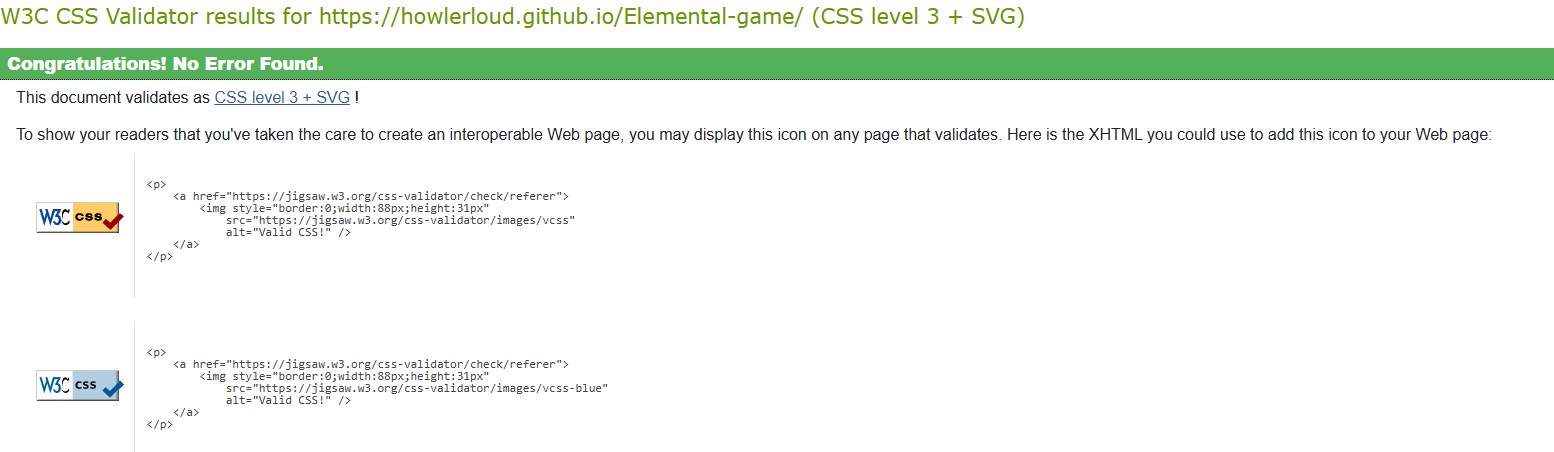 W3C CSS Validator results for https://howlerloud.github.io/Elemental-game/ (CSS level 3 + SVG)
Congratulations! No Error Found.
This document validates as CSS level 3 + SVG !
To show your readers that you've taken the care to create an interoperable Web page, you may display this icon on any page that validates. Here is the XHTML you could use to add this icon to your Web page:
W3C css
<p>
<a href="https://jigsaw.w3.org/css-validator/check/referer">
<img style="border:0;width:88px;height:31px"
src="https://jigsaw.w3.org/css-validator/images/vcss"
alt="Valid CSS!" />
</a>
</p>
W3C css
<p>
<a href="https://jigsaw.w3.org/css-validator/check/referer">
<img style="border:0;width:88px;height:31px"
src="https://jigsaw.w3.org/css-validator/images/vcss-blue"
alt="Valid CSS!" />
</a>
</p>